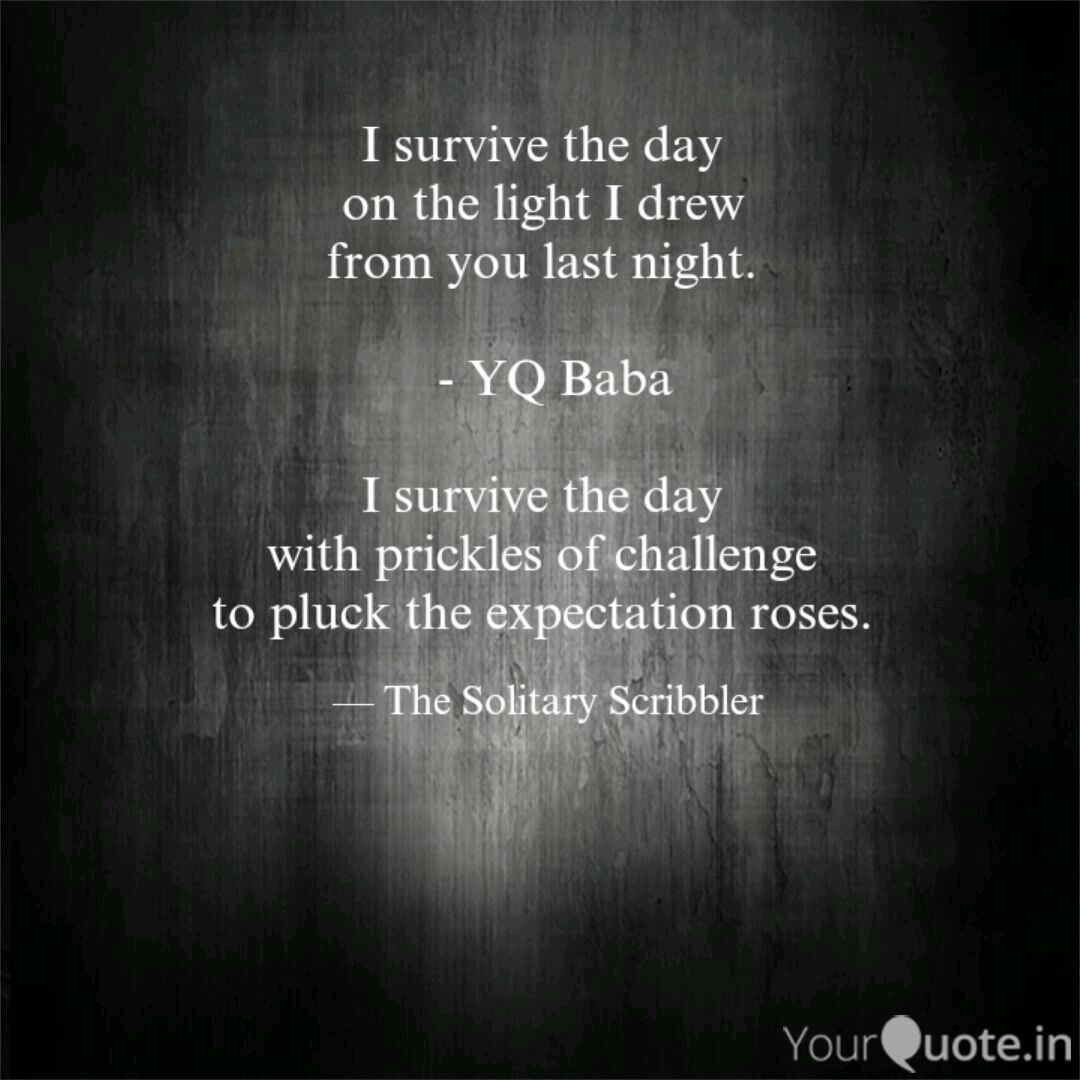 I survive the day
on the light I drew
from you last night.
- YQ Baba
I survive the day
with prickles of challenge
to pluck the expectation roses.
— The Solitary Scribbler
YourQuote.in